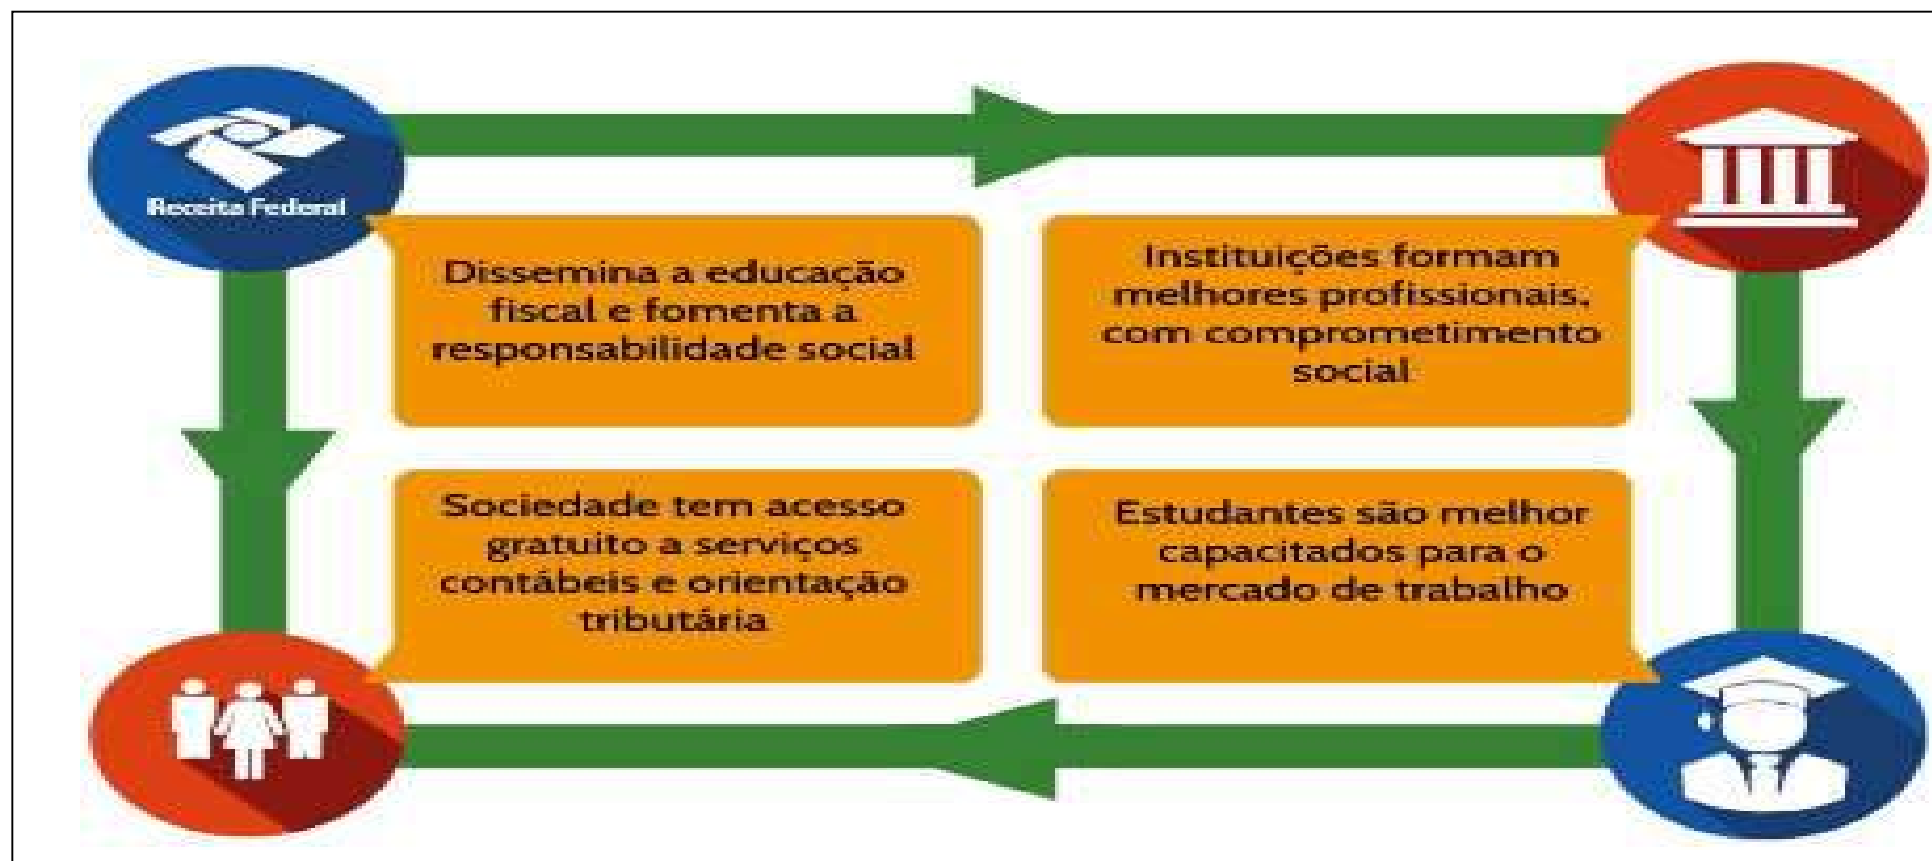 Receita Federal
Dissemina a educação
fiscal e fomenta a
responsabilidade social
Instituições formam
melhores profissionais,
com comprometimento
social
Sociedade tem acesso
gratuito a serviços
contábeis e orientação
tributária
Estudantes são melhor
capacitados para o
mercado de trabalho